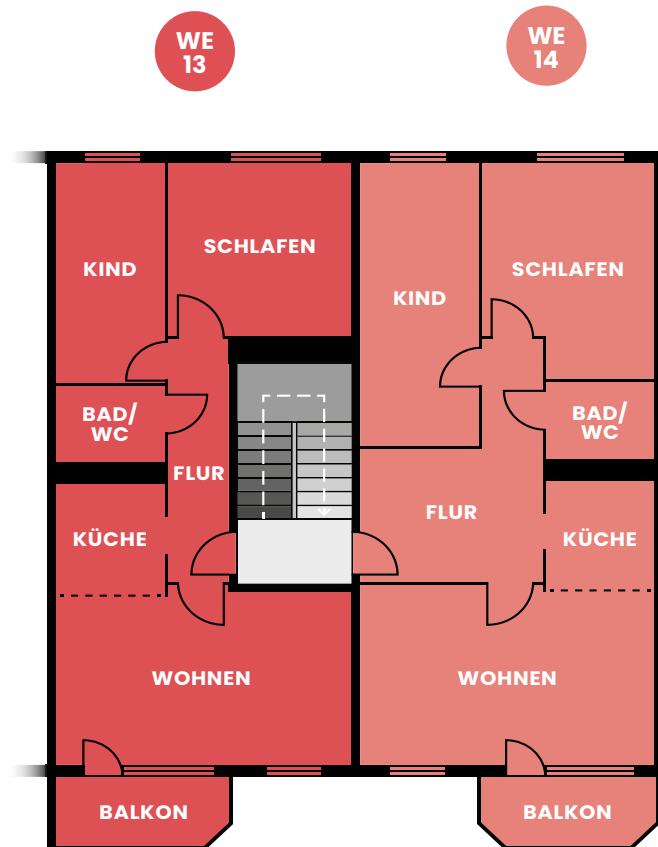 WE
13
WE
14
KIND
SCHLAFEN
BAD/
WC
FLUR
KÜCHE
WOHNEN
BALKON
KIND
SCHLAFEN
BAD/
WC
FLUR
KÜCHE
WOHNEN
BALKON